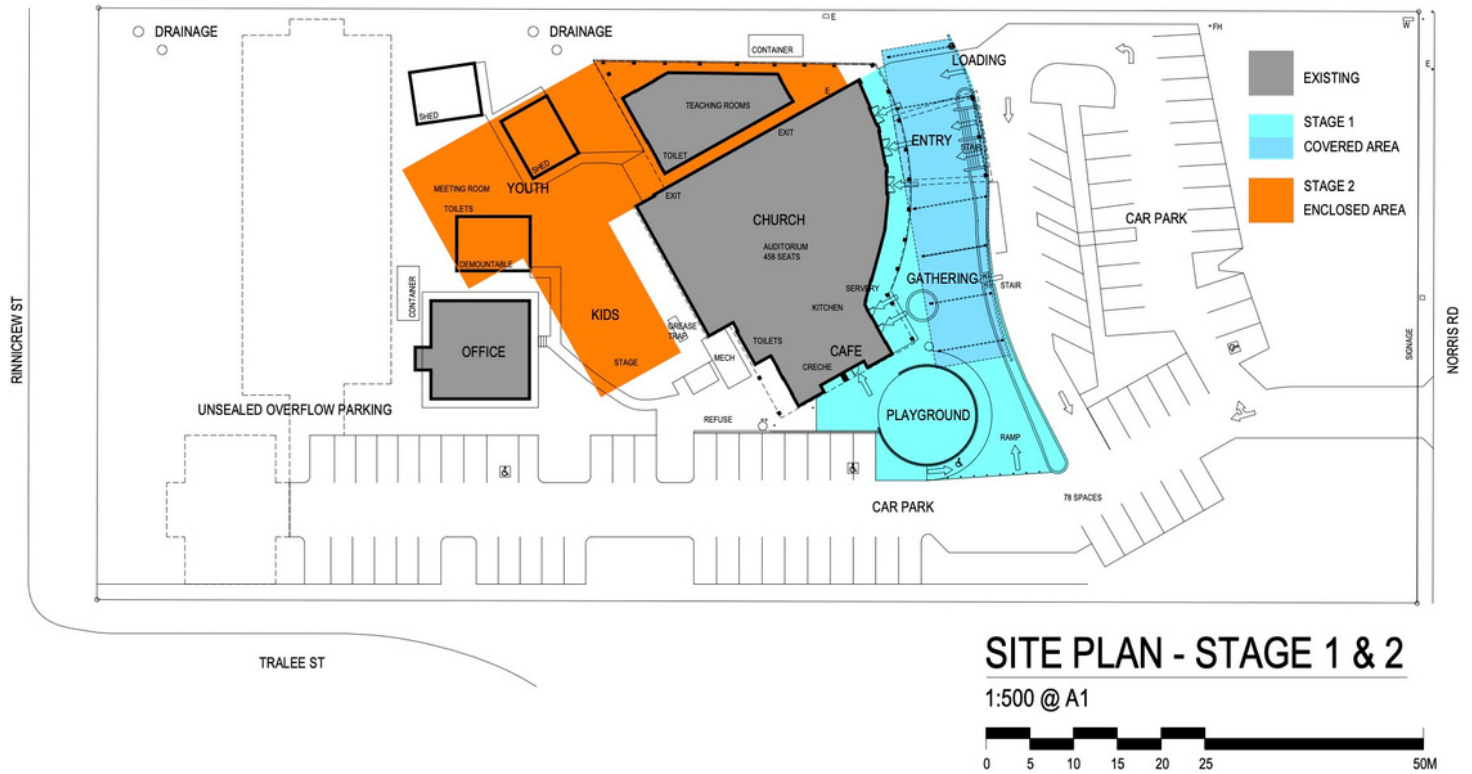 DRAINAGE
DRAINAGE
E
CONTAINER
FH
W
LOADING
E
EXISTING
SHED
TEACHING ROOMS
E
STAGE 1
COVERED AREA
EXIT
ENTRY
STAIR
SHED
TOILET
MEETING ROOM
YOUTH
EXIT
STAGE 2
ENCLOSED AREA
TOILETS
CHURCH
CAR PARK
AUDITORIUM
458 SEATS
DEMOUNTABLE
CONTAINER
GATHERING
STAIR
SERVERY
KITCHEN
RINNICREW ST
KIDS
GREASE
TRAP
SIGNAGE
NORRIS RD
OFFICE
TOILETS
CAFE
MECH
STAGE
CRECHE
UNSEALED OVERFLOW PARKING
REFUSE
PLAYGROUND
RAMP
CAR PARK
78 SPACES
TRALEE ST
SITE PLAN - STAGE 1 & 2
1:500 @ A1
0 5 10 15 20 25 50M